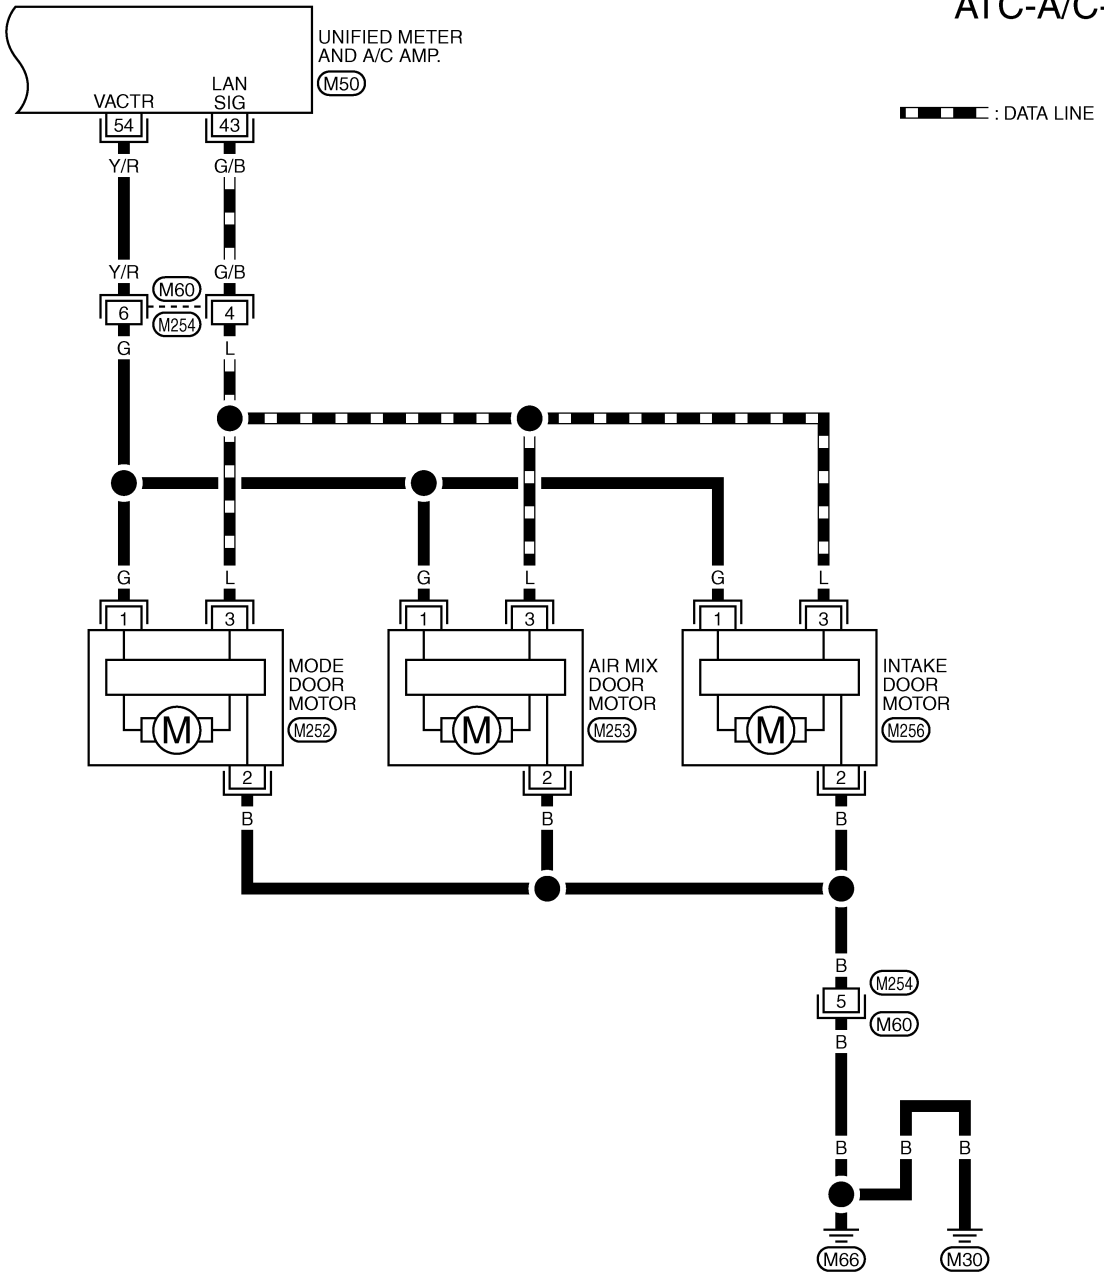 ATC-A/C-
UNIFIED METER
AND A/C AMP.
M50
VACTR
LAN
SIG
54
43
: DATA LINE
Y/R
G/B
Y/R
G/B
M60
6
4
M254
G
L
G
L
G
L
G
L
1
3
1
3
1
3
MODE
DOOR
MOTOR
M252
M
AIR MIX
DOOR
MOTOR
M253
M
INTAKE
DOOR
MOTOR
M256
M
2
2
2
B
B
B
B
M254
5
M60
B
B
B
B
M66
M30